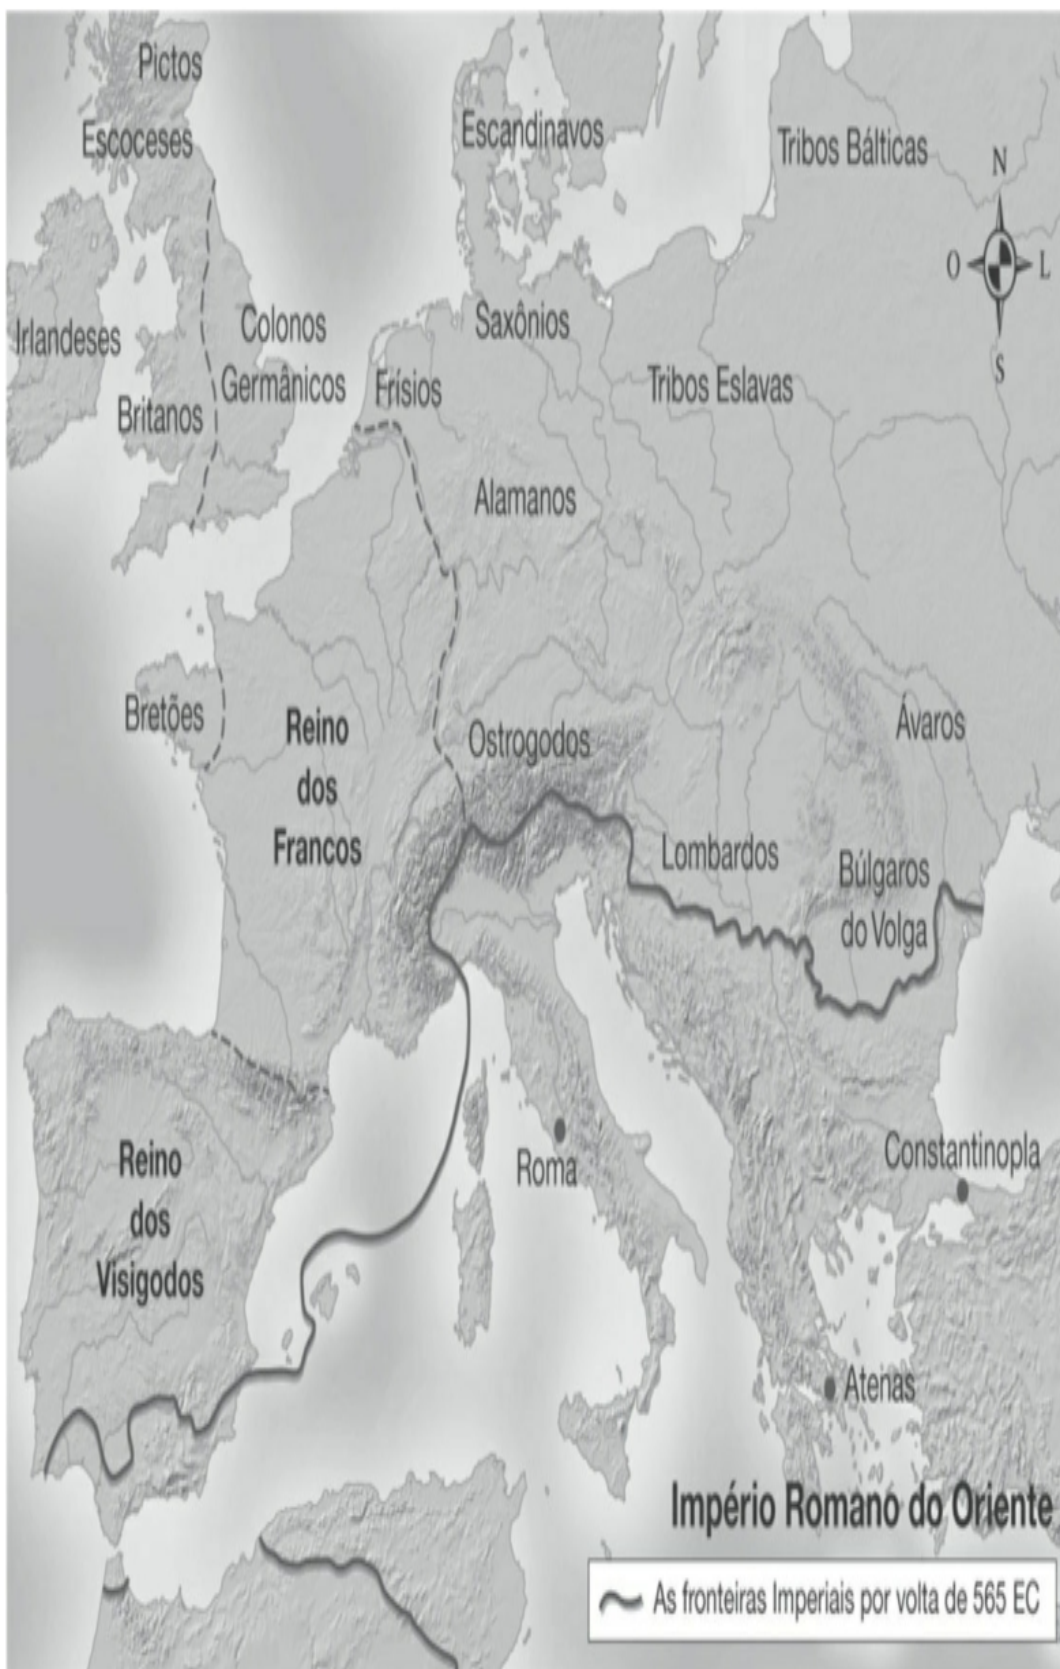 Pictos
Escoceses
Escandinavos
Tribos Bálticas
N
O
L
S
Irlandeses
Colonos
Germânicos
Saxônios
Frísios
Tribos Eslavas
Britanos
Alamanos
Bretões
Reino
dos
Francos
Ostrogodos
Ávaros
Lombardos
Búlgaros
do Volga
Reino
dos
Visigodos
Roma
Constantinopla
Atenas
Império Romano do Oriente
As fronteiras Imperiais por volta de 565 EC